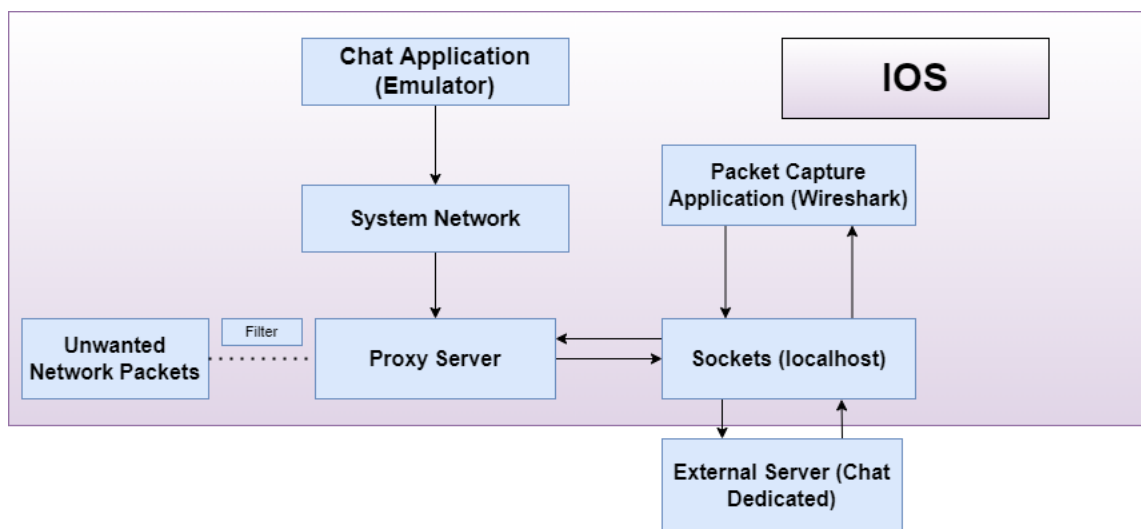 Chat Application
(Emulator)
IOS
Packet Capture
Application (Wireshark)
System Network
Unwanted
Network Packets
Filter
Proxy Server
Sockets (localhost)
External Server (Chat
Dedicated)